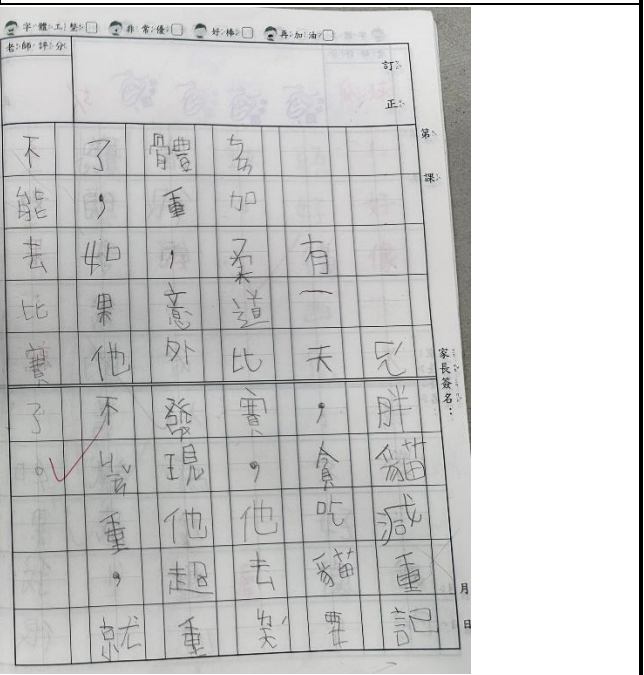 字體工整□ 非常優□ 好棒□ 再加油□
老師評分
訂正
第 課
家長簽名：
月 日
胖貓減重記
有一天，貪吃貓要
加柔道比賽，他去
體重，意外發現他超重
了，如果他不 重，就
不能去比賽了。